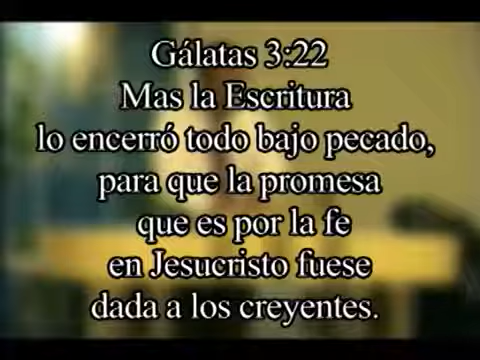 Gálatas 3:22
Mas la Escritura
lo encerró todo bajo pecado,
para que la promesa
que es por la fe
en Jesucristo fuese
dada a los creyentes.